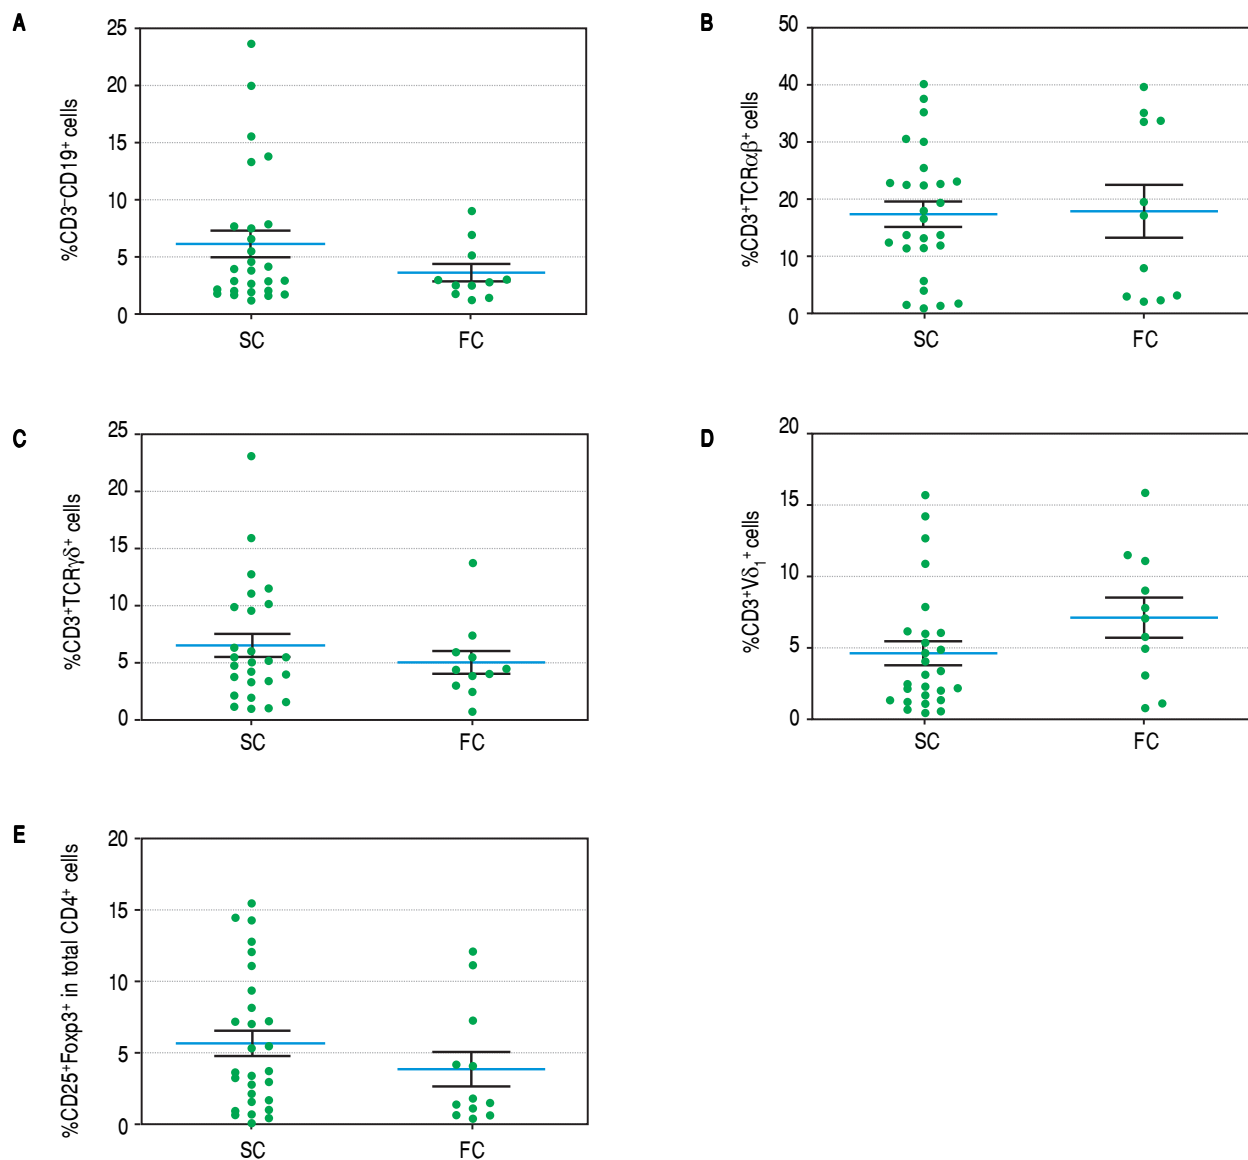 A
25
20
15
10
5
0
%CD3⁻CD19⁺ cells
SC
FC
B
50
40
30
20
10
0
%CD3⁺TCRαβ⁺ cells
SC
FC
C
25
20
15
10
5
0
%CD3⁺TCRγδ⁺ cells
SC
FC
D
20
15
10
5
0
%CD3⁺Vδ₁⁺ cells
SC
FC
E
20
15
10
5
0
%CD25⁺Foxp3⁺ in total CD4⁺ cells
SC
FC